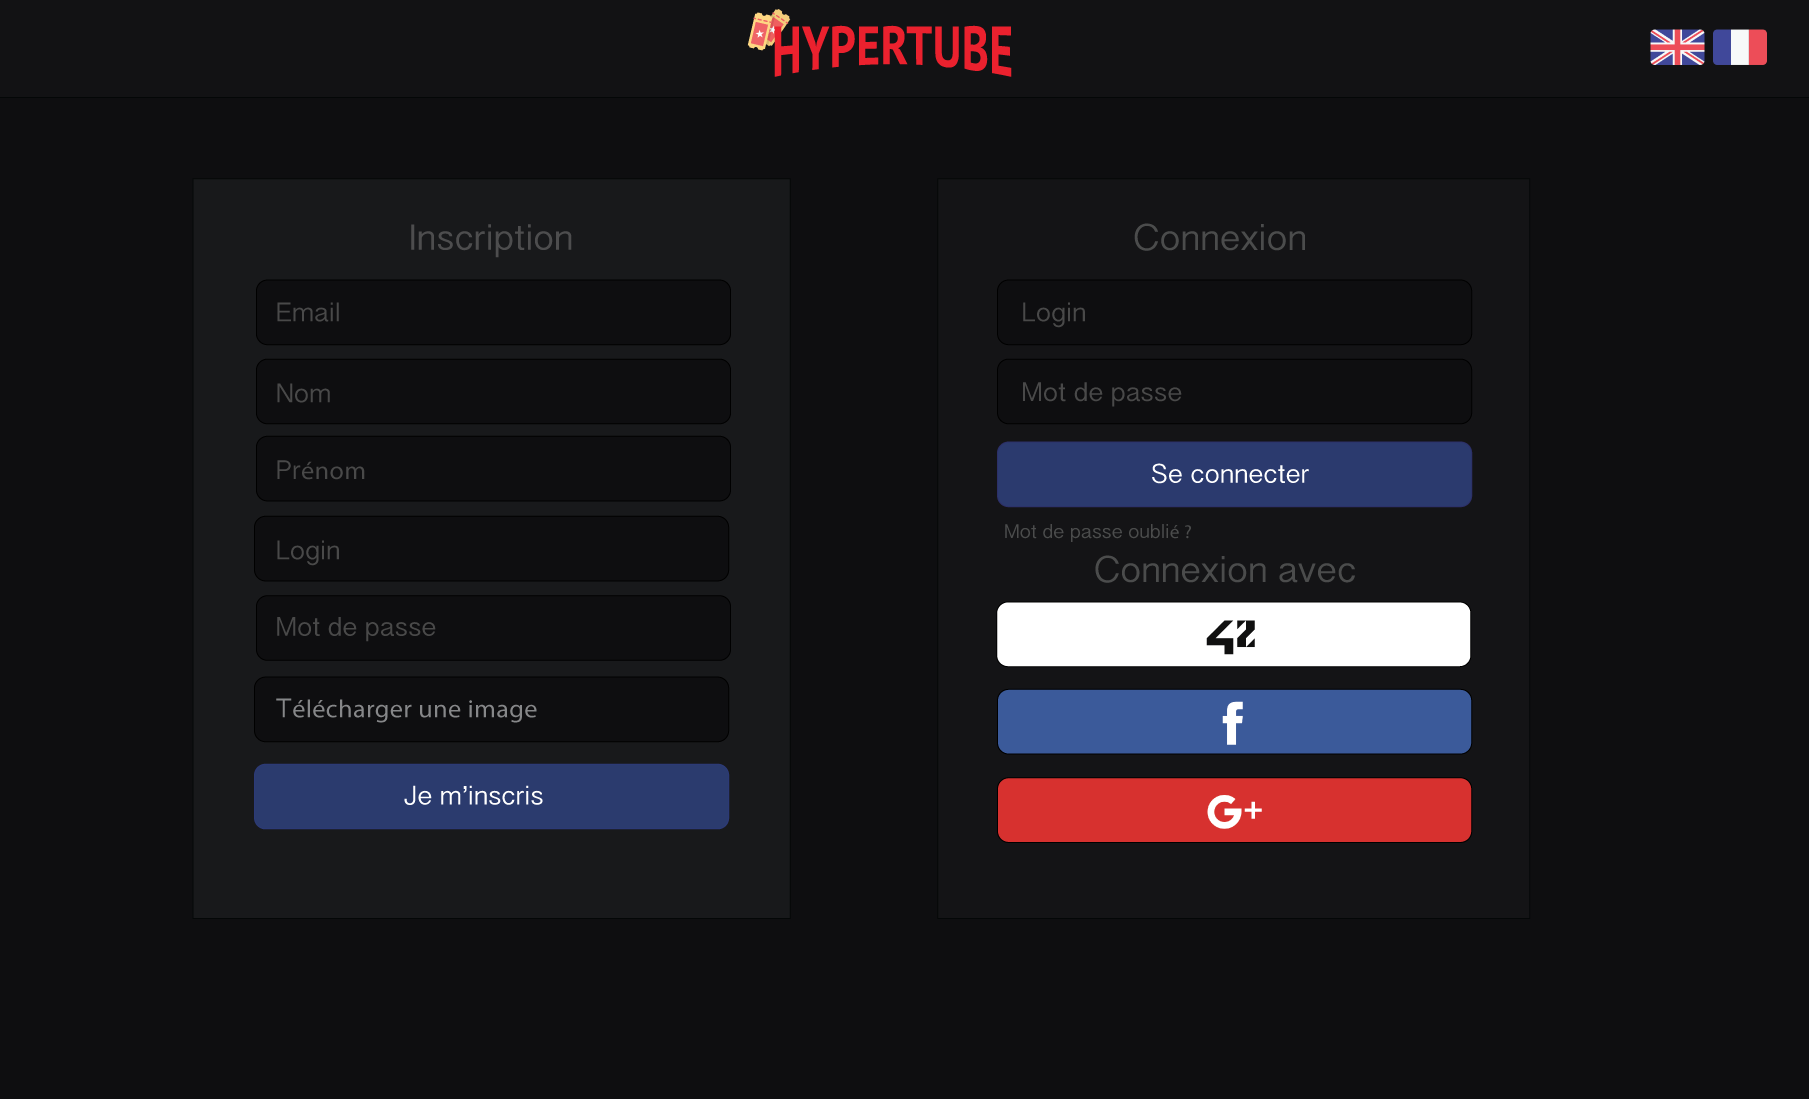 HYPERTUBE
Inscription
Email
Nom
Prénom
Login
Mot de passe
Télécharger une image
Je m’inscris
Connexion
Login
Mot de passe
Se connecter
Mot de passe oublié ?
Connexion avec
42
f
G+